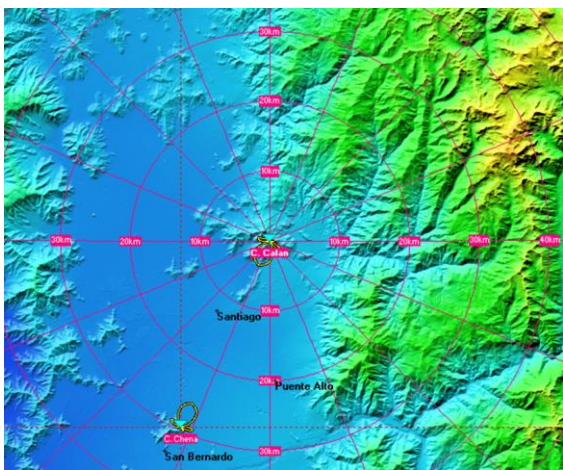 30km
20km
10km
30km
20km
10km
10km
20km
30km
40km
C. Calan
10km
Santiago
20km
Puente Alto
C. Chena
30km
San Bernardo